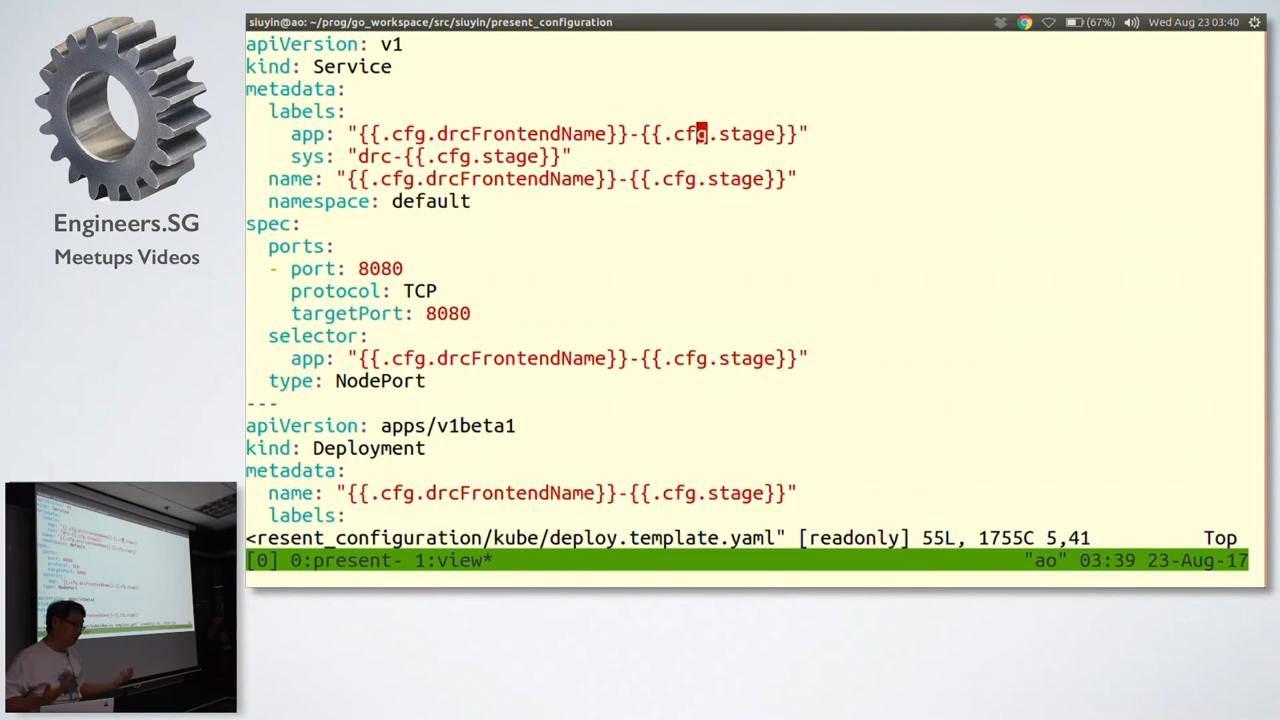 siuyin@ao: ~/prog/go_workspace/src/siuyin/present_configuration (67%) Wed Aug 23 03:40
apiVersion: v1
kind: Service
metadata:
  labels:
    app: "{{.cfg.drcFrontendName}}-{{.cfg.stage}}"
    sys: "drc-{{.cfg.stage}}"
  name: "{{.cfg.drcFrontendName}}-{{.cfg.stage}}"
  namespace: default
spec:
  ports:
  - port: 8080
    protocol: TCP
    targetPort: 8080
  selector:
    app: "{{.cfg.drcFrontendName}}-{{.cfg.stage}}"
  type: NodePort
---
apiVersion: apps/v1beta1
kind: Deployment
metadata:
  name: "{{.cfg.drcFrontendName}}-{{.cfg.stage}}"
  labels:
<resent_configuration/kube/deploy.template.yaml" [readonly] 55L, 1755C 5,41 Top
[0] 0:present- 1:view* "ao" 03:39 23-Aug-17
Engineers.SG
Meetups Videos